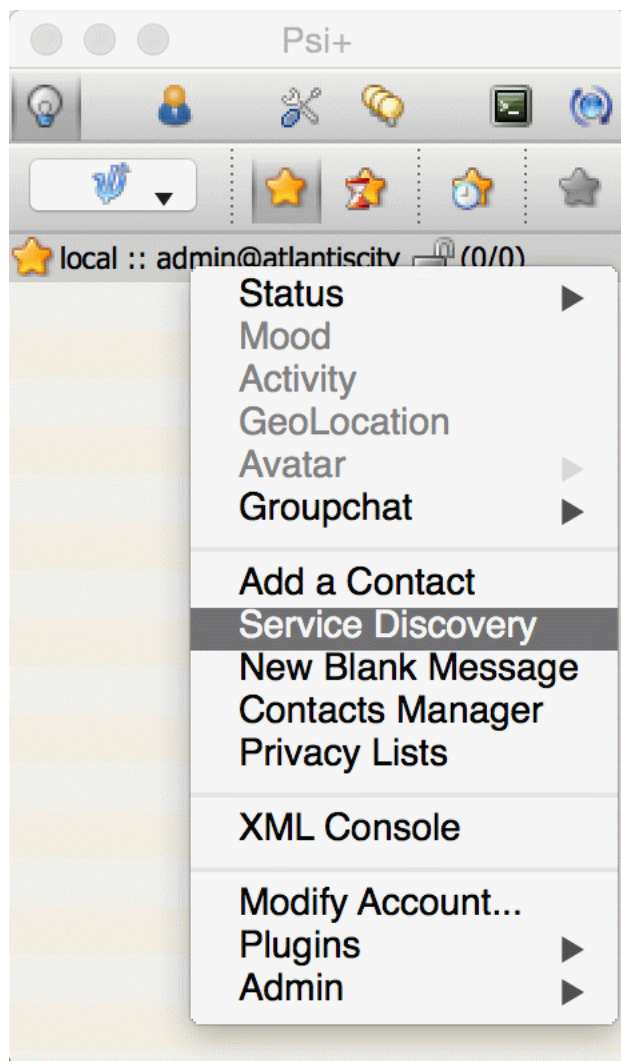 Psi+
local :: admin@atlantiscity (0/0)
Status
Mood
Activity
GeoLocation
Avatar
Groupchat
Add a Contact
Service Discovery
New Blank Message
Contacts Manager
Privacy Lists
XML Console
Modify Account...
Plugins
Admin